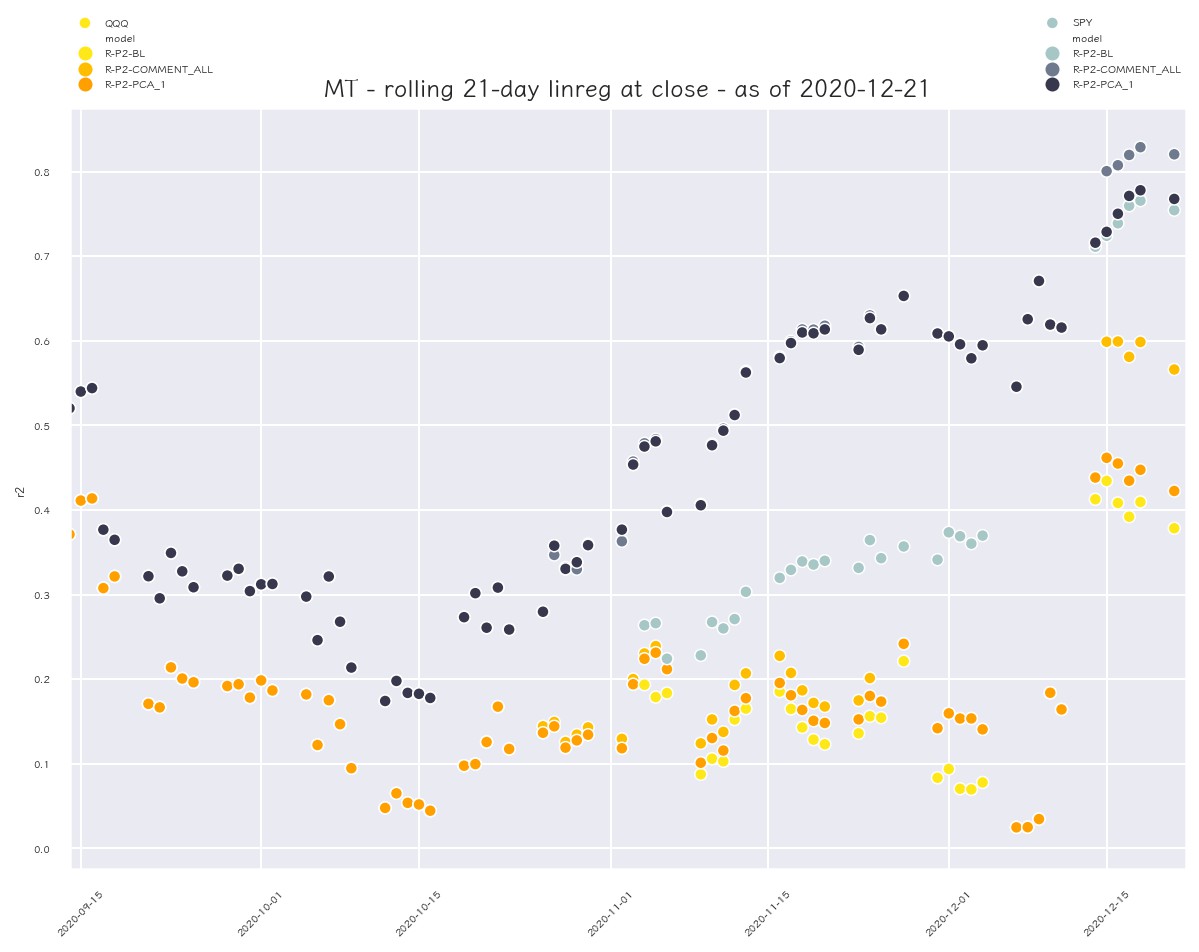 QQQ
model
R-P2-BL
R-P2-COMMENT_ALL
R-P2-PCA_1
SPY
model
R-P2-BL
R-P2-COMMENT_ALL
R-P2-PCA_1
MT - rolling 21-day linreg at close - as of 2020-12-21
0.8
0.7
0.6
0.5
r2
0.4
0.3
0.2
0.1
0.0
2020-09-15
2020-10-01
2020-10-15
2020-11-01
2020-11-15
2020-12-01
2020-12-15